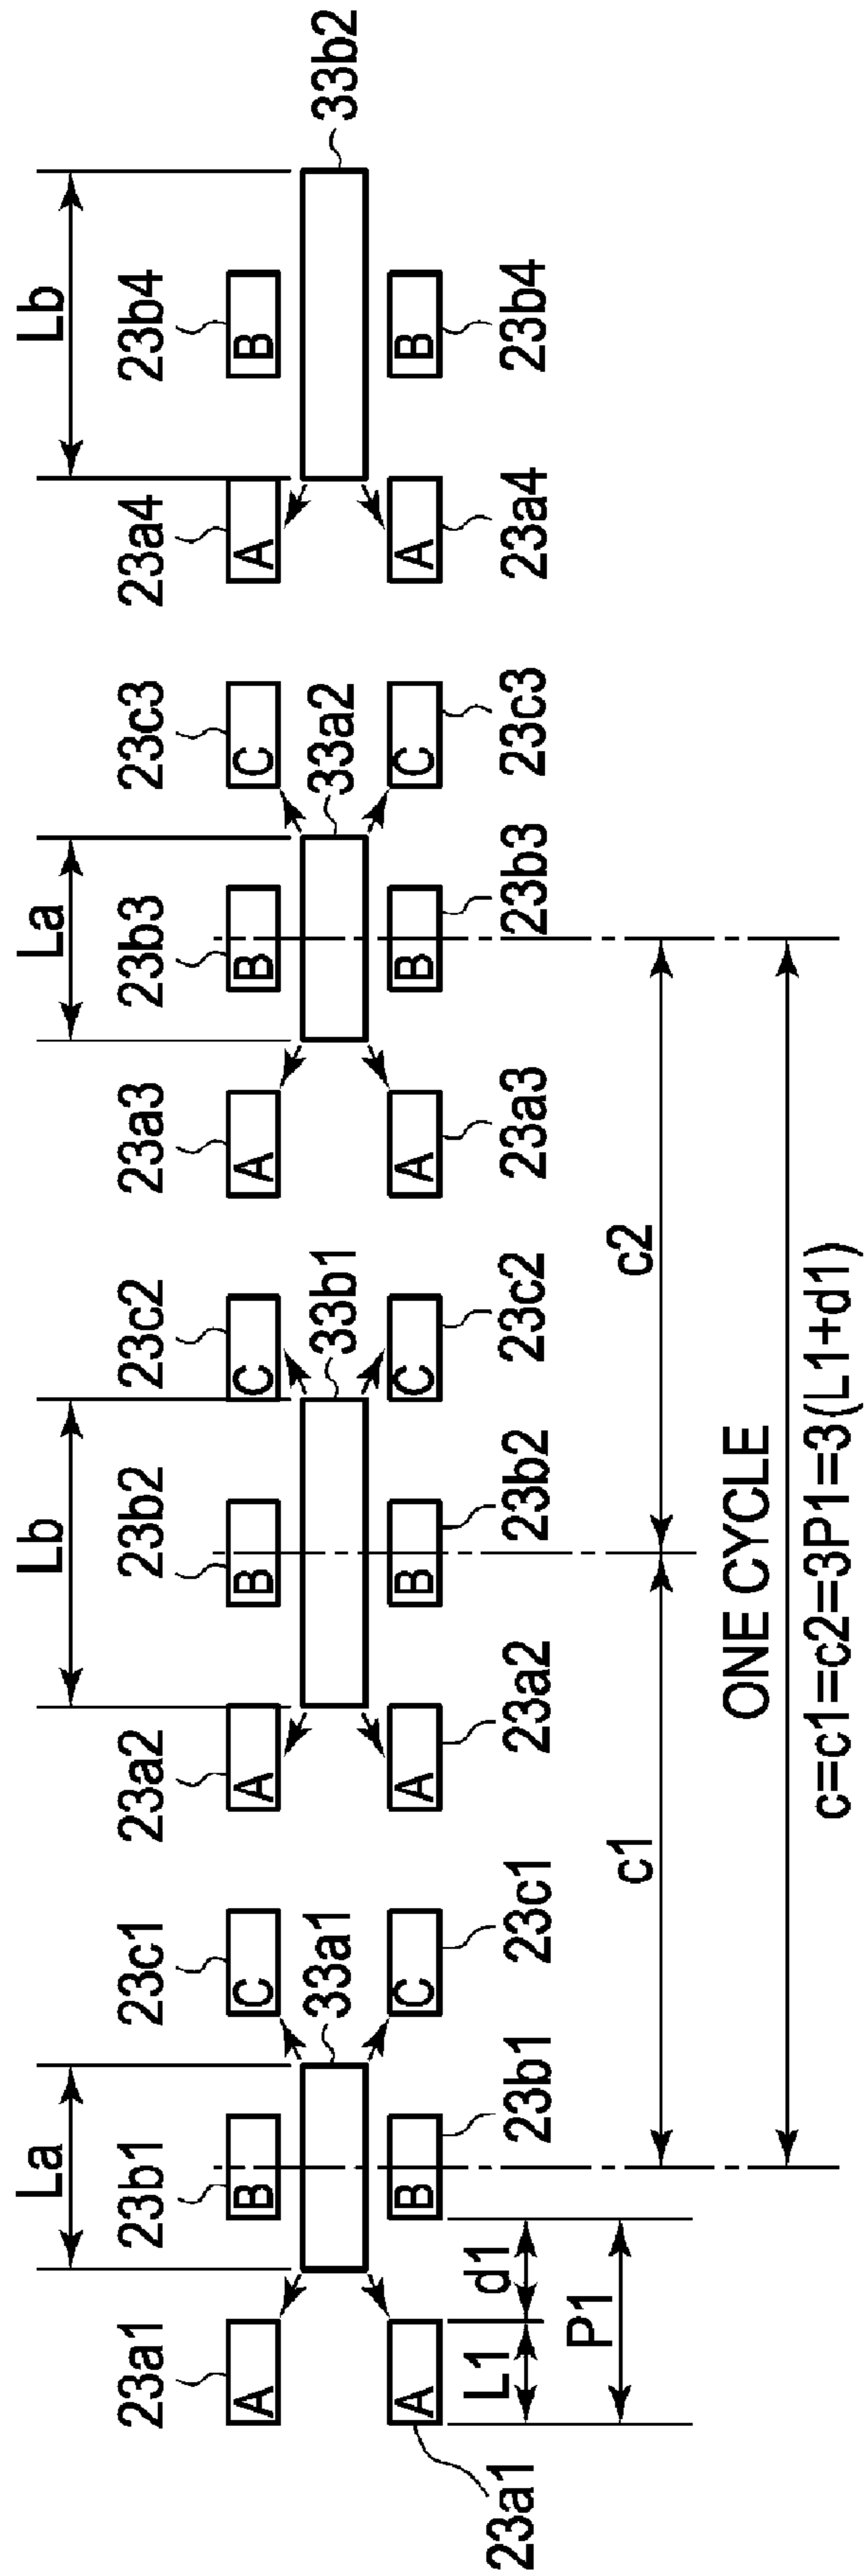 La Lb La Lb
23a1 23b1 23c1 23a2 23b2 23c2 23a3 23b3 23c3 23a4 23b4
A B C A B C A B C A B
33a1 33b1 33a2 33b2
A B C A B C A B C A B
23a1 23b1 23c1 23a2 23b2 23c2 23a3 23b3 23c3 23a4 23b4
L1 d1
P1
c1 c2
ONE CYCLE
c=c1=c2=3P1=3(L1+d1)